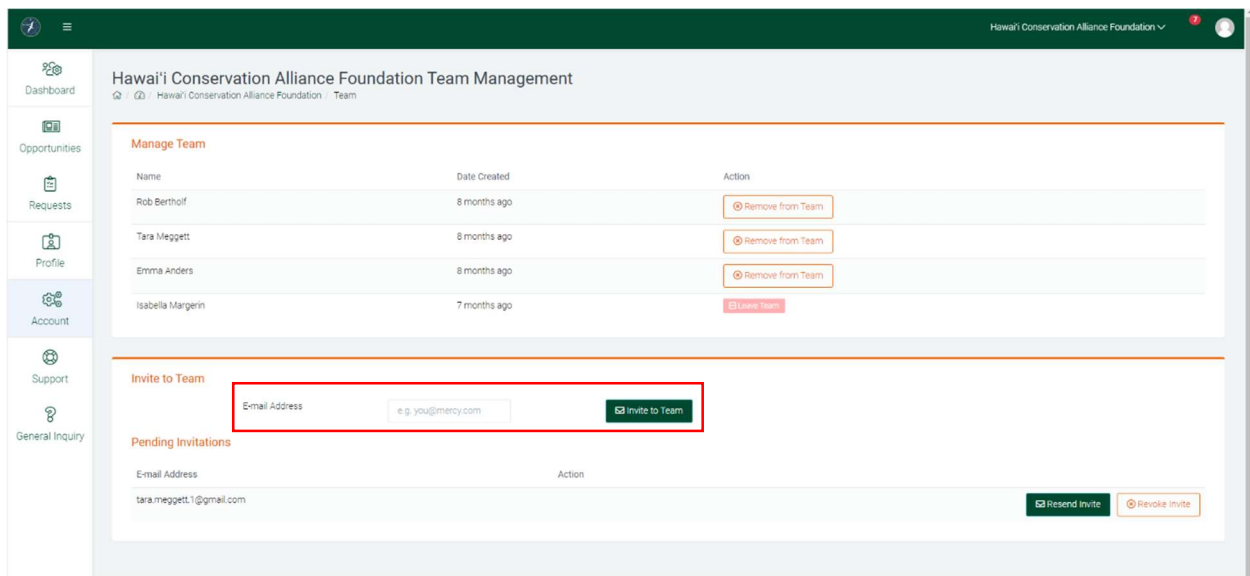 Hawai'i Conservation Alliance Foundation
7
Dashboard
Opportunities
Requests
Profile
Account
Support
General Inquiry
Hawai'i Conservation Alliance Foundation Team Management
/ / Hawai'i Conservation Alliance Foundation / Team
Manage Team
Name Date Created Action
Rob Bertholf 8 months ago Remove from Team
Tara Meggett 8 months ago Remove from Team
Emma Anders 8 months ago Remove from Team
Isabella Margerin 7 months ago Leave Team
Invite to Team
E-mail Address e.g. you@mercy.com Invite to Team
Pending Invitations
E-mail Address Action
tara.meggett.1@gmail.com Resend Invite Revoke Invite